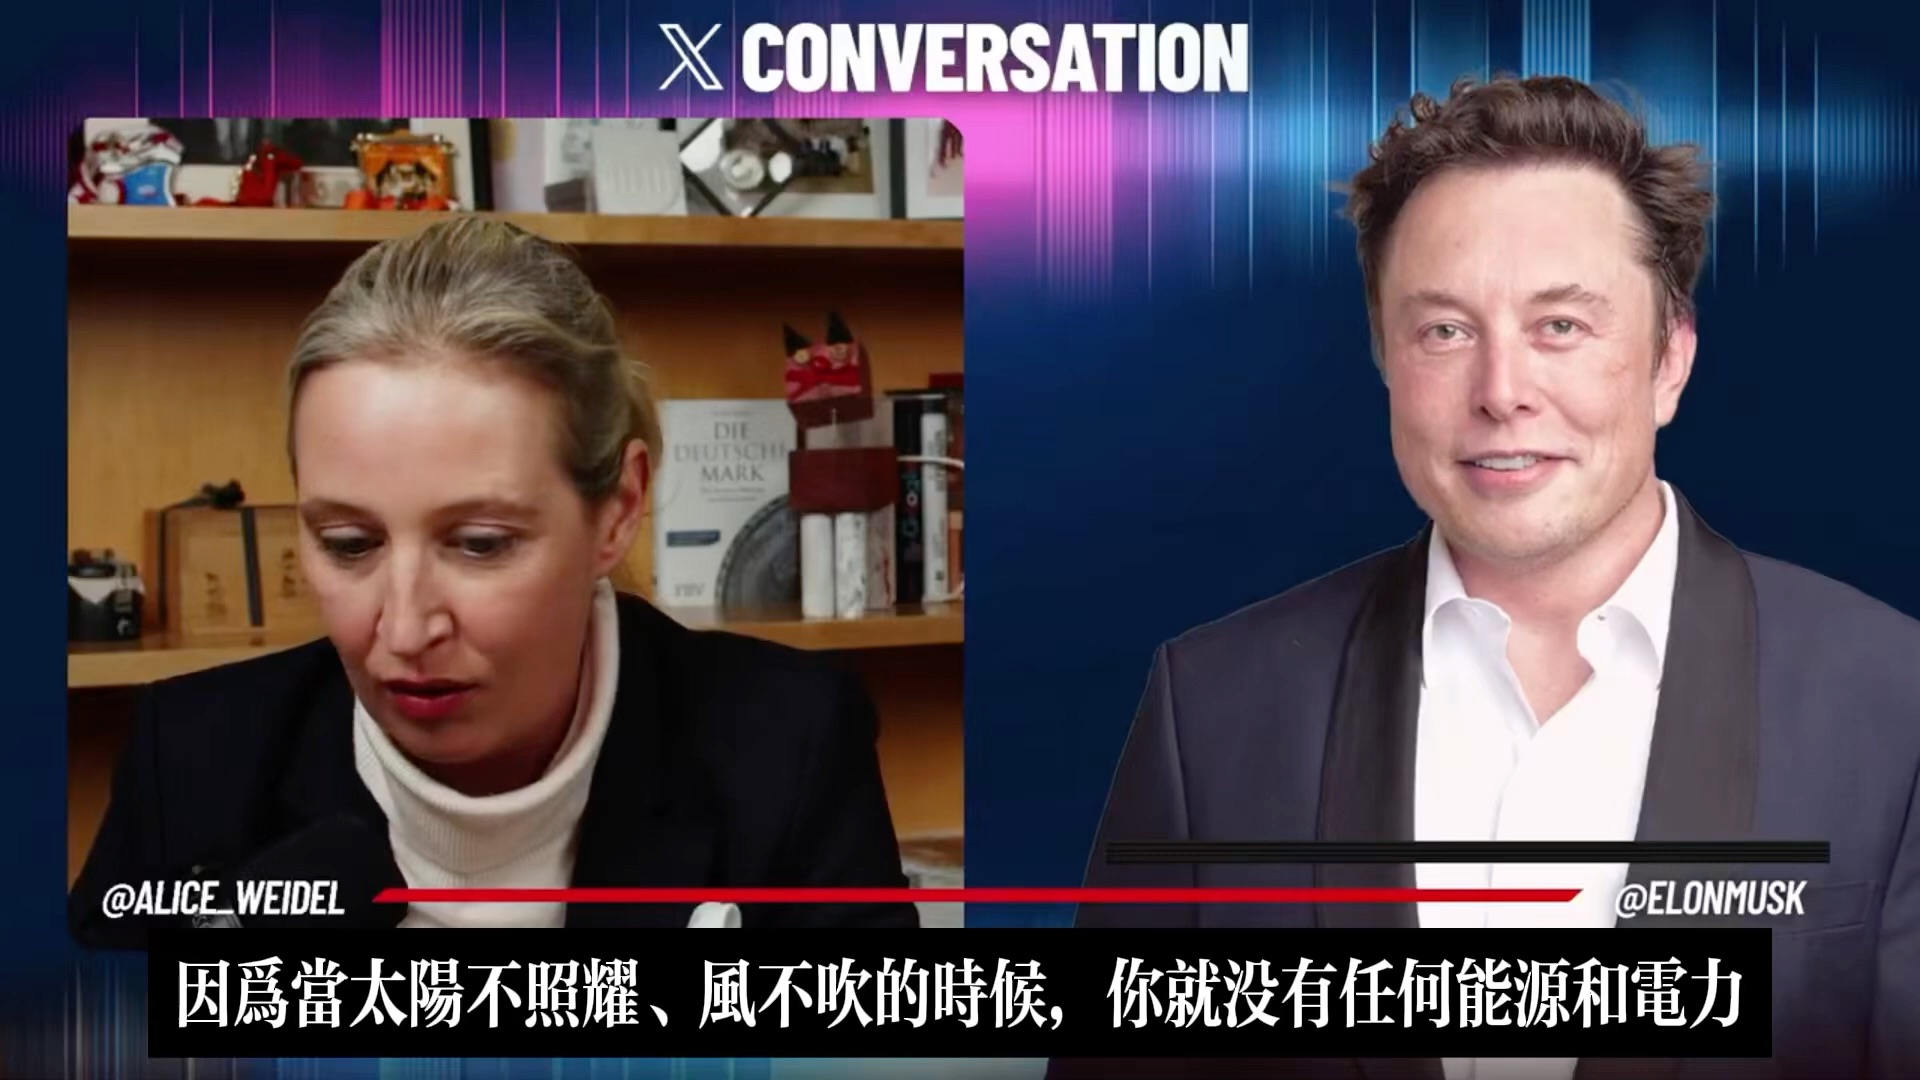 X CONVERSATION
DIE
DEUTSCHE
MARK
FBV
@ALICE_WEIDEL
@ELONMUSK
因爲當太陽不照耀、風不吹的時候，你就没有任何能源和電力